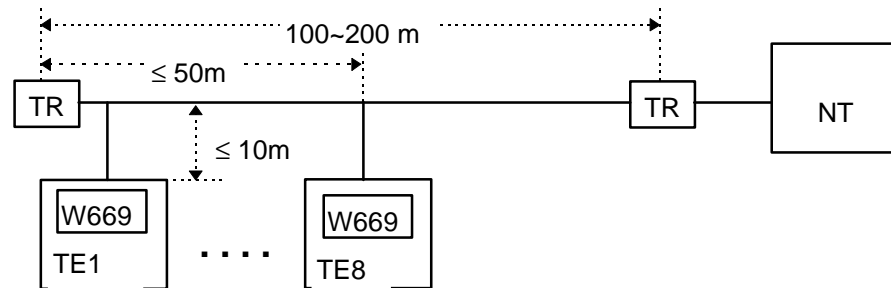 100~200 m
≤ 50m
TR
TR
NT
≤ 10m
W669
W669
TE1
. . . .
TE8